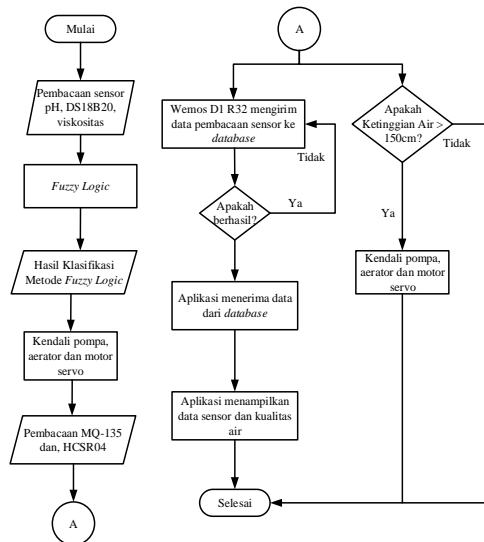 Mulai
Pembacaan sensor
pH, DS18B20,
viskositas
Fuzzy Logic
Hasil Klasifikasi
Metode Fuzzy Logic
Kendali pompa,
aerator dan motor
servo
Pembacaan MQ-135
dan, HCSR04
A
A
Wemos D1 R32 mengirim
data pembacaan sensor ke
database
Tidak
Apakah
berhasil?
Ya
Aplikasi menerima data
dari database
Aplikasi menampilkan
data sensor dan kualitas
air
Selesai
Apakah
Ketinggian Air >
150cm?
Tidak
Ya
Kendali pompa,
aerator dan motor
servo